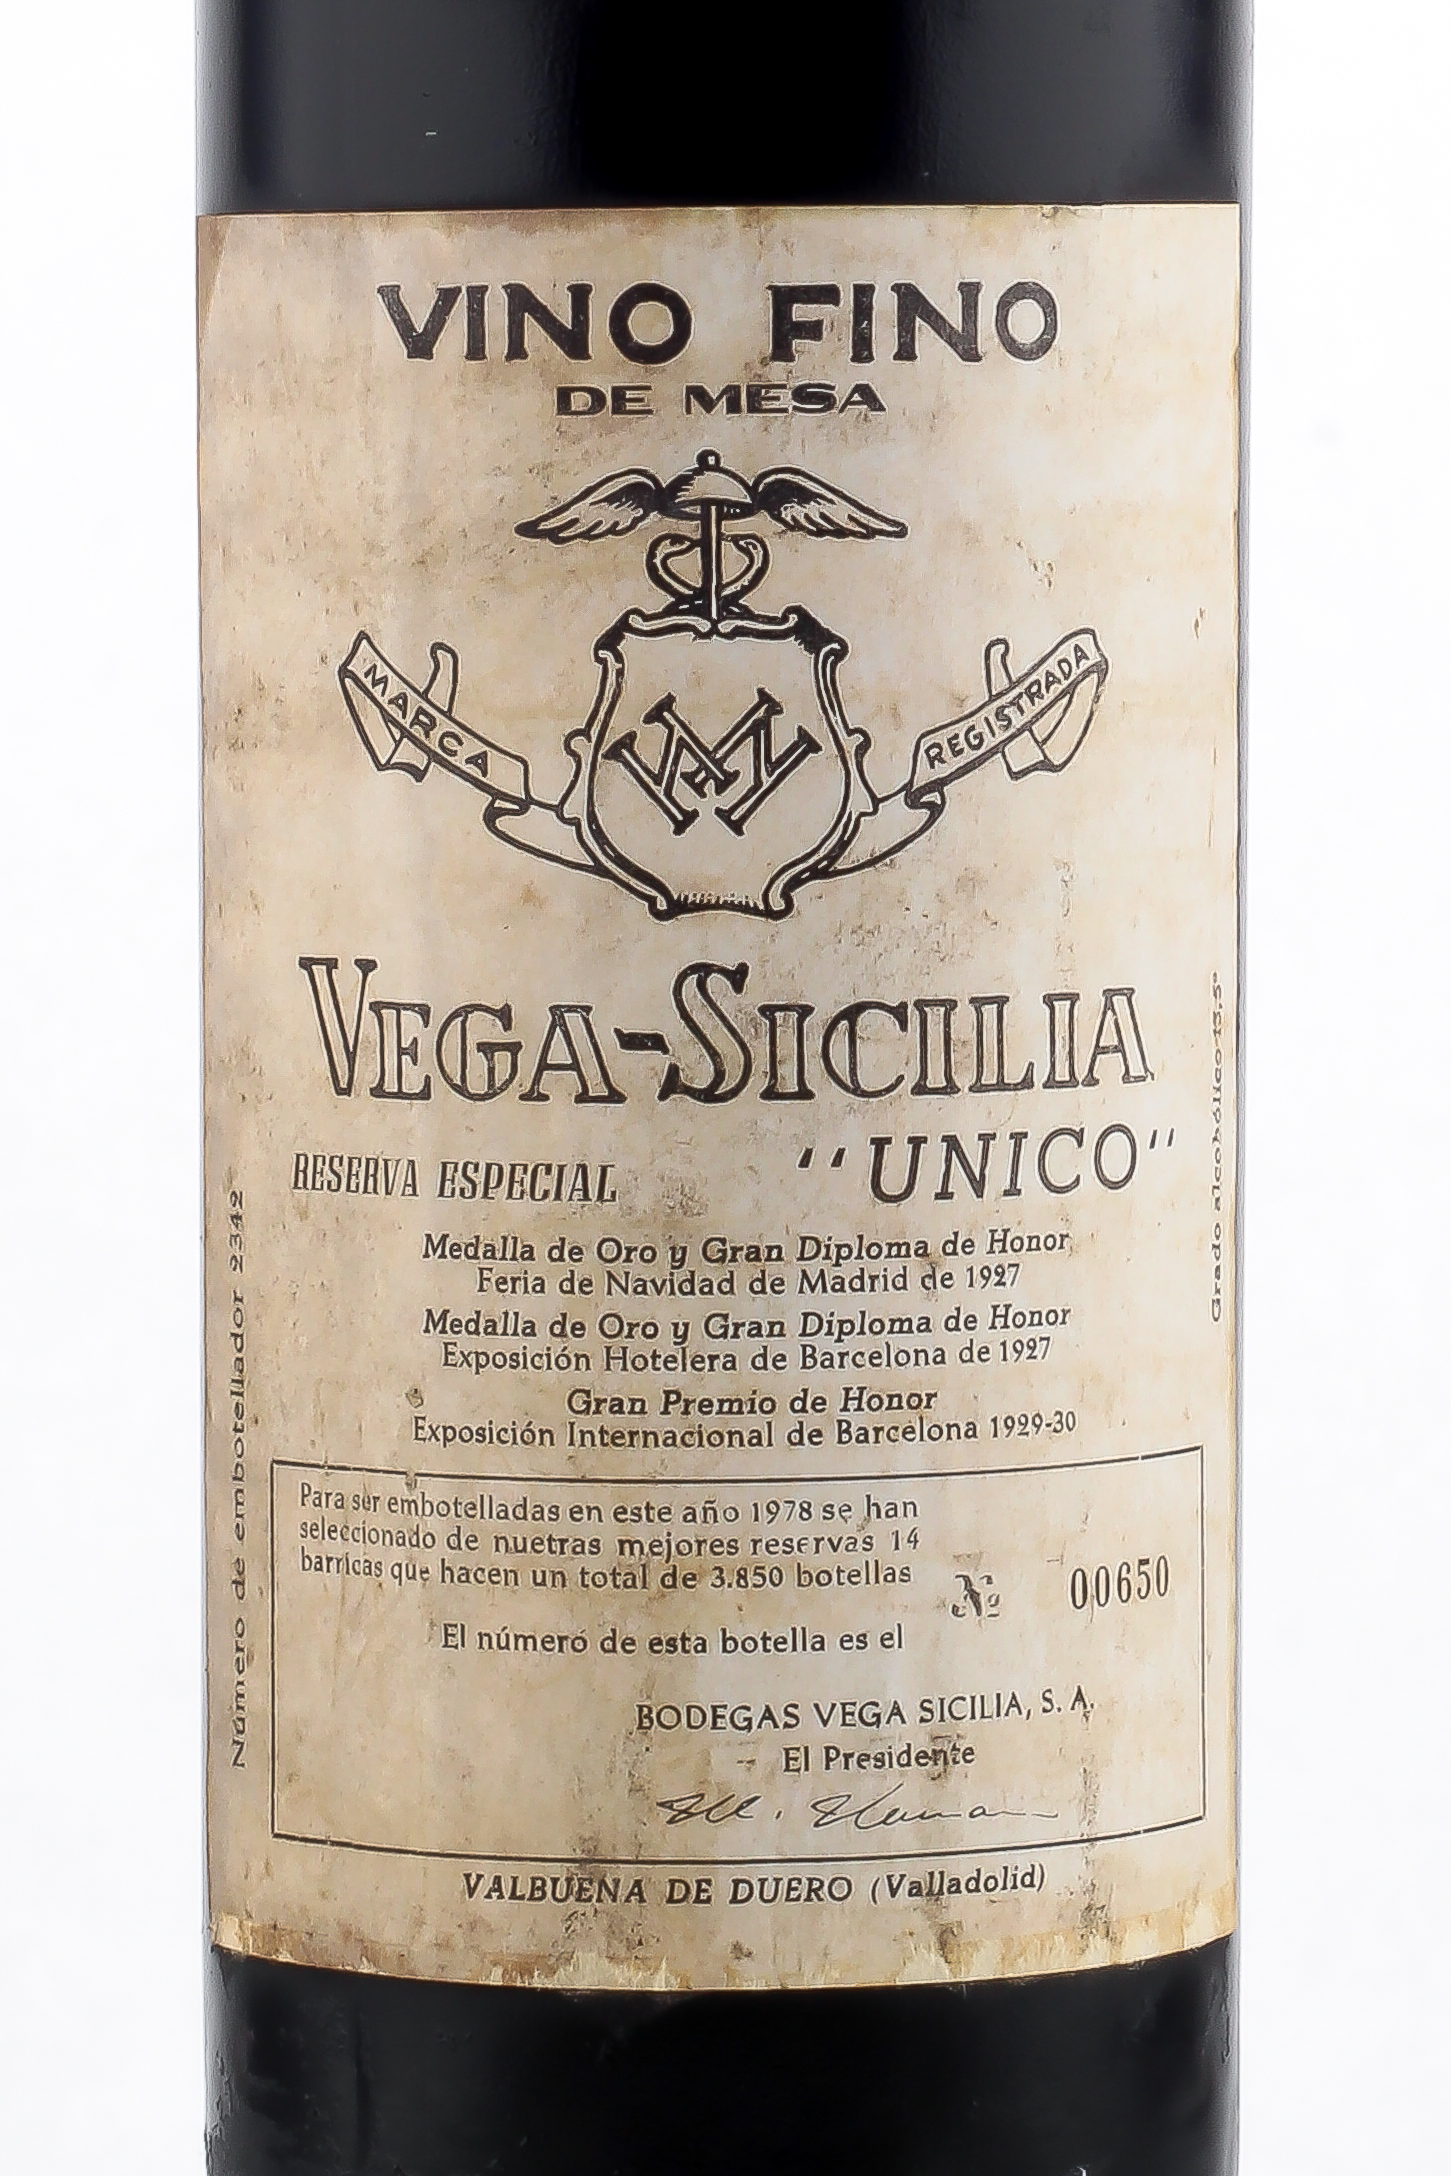 VINO FINO
DE MESA
MARCA REGISTRADA
VEGA-SICILIA
RESERVA ESPECIAL "UNICO"
Medalla de Oro y Gran Diploma de Honor
Feria de Navidad de Madrid de 1927
Medalla de Oro y Gran Diploma de Honor
Exposición Hotelera de Barcelona de 1927
Gran Premio de Honor
Exposición Internacional de Barcelona 1929-30
Para ser embotelladas en este año 1978 se han
seleccionado de nuetras mejores reservas 14
barricas que hacen un total de 3.850 botellas
Nº 00650
El número de esta botella es el
BODEGAS VEGA SICILIA, S. A.
El Presidente
VALBUENA DE DUERO (Valladolid)
Número de embotellador 2342
Grado alcohólico 13,5º